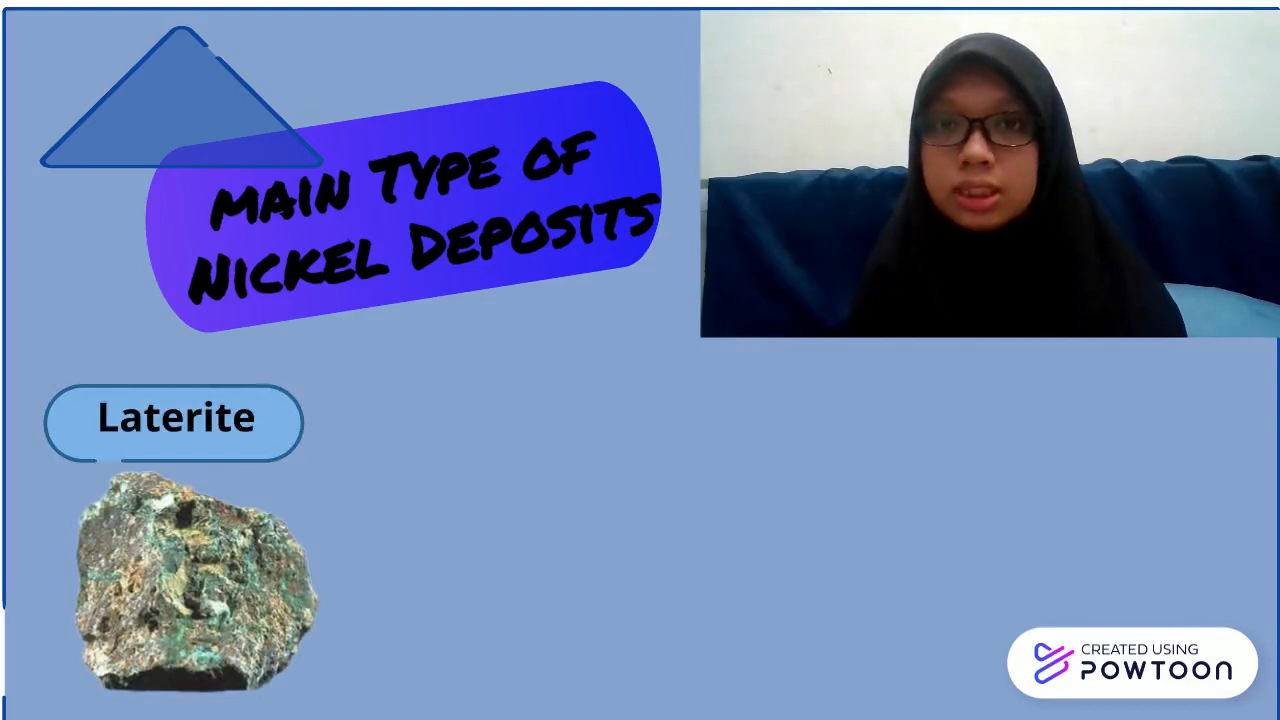 MAIN TYPE OF
NICKEL DEPOSITS
Laterite
CREATED USING
POWTOON